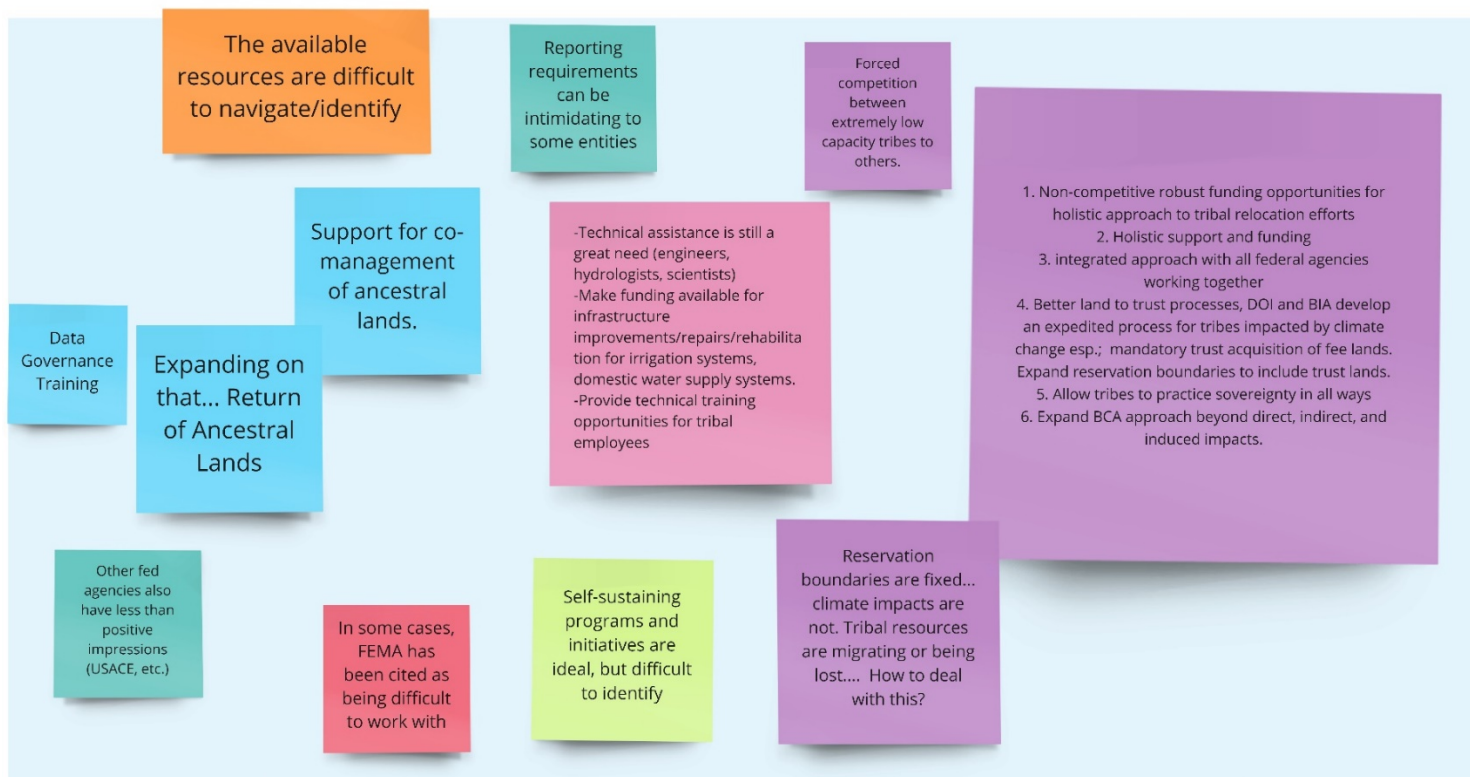 The available
resources are difficult
to navigate/identify
Reporting
requirements
can be
intimidating to
some entities
Forced
competition
between
extremely low
capacity tribes to
others.
1. Non-competitive robust funding opportunities for
holistic approach to tribal relocation efforts
2. Holistic support and funding
3. integrated approach with all federal agencies
working together
4. Better land to trust processes, DOI and BIA develop
an expedited process for tribes impacted by climate
change esp.; mandatory trust acquisition of fee lands.
Expand reservation boundaries to include trust lands.
5. Allow tribes to practice sovereignty in all ways
6. Expand BCA approach beyond direct, indirect, and
induced impacts.
Support for co-
management
of ancestral
lands.
-Technical assistance is still a
great need (engineers,
hydrologists, scientists)
-Make funding available for
infrastructure
improvements/repairs/rehabilita
tion for irrigation systems,
domestic water supply systems.
-Provide technical training
opportunities for tribal
employees
Data
Governance
Training
Expanding on
that... Return
of Ancestral
Lands
Other fed
agencies also
have less than
positive
impressions
(USACE, etc.)
In some cases,
FEMA has
been cited as
being difficult
to work with
Self-sustaining
programs and
initiatives are
ideal, but difficult
to identify
Reservation
boundaries are fixed...
climate impacts are
not. Tribal resources
are migrating or being
lost.... How to deal
with this?